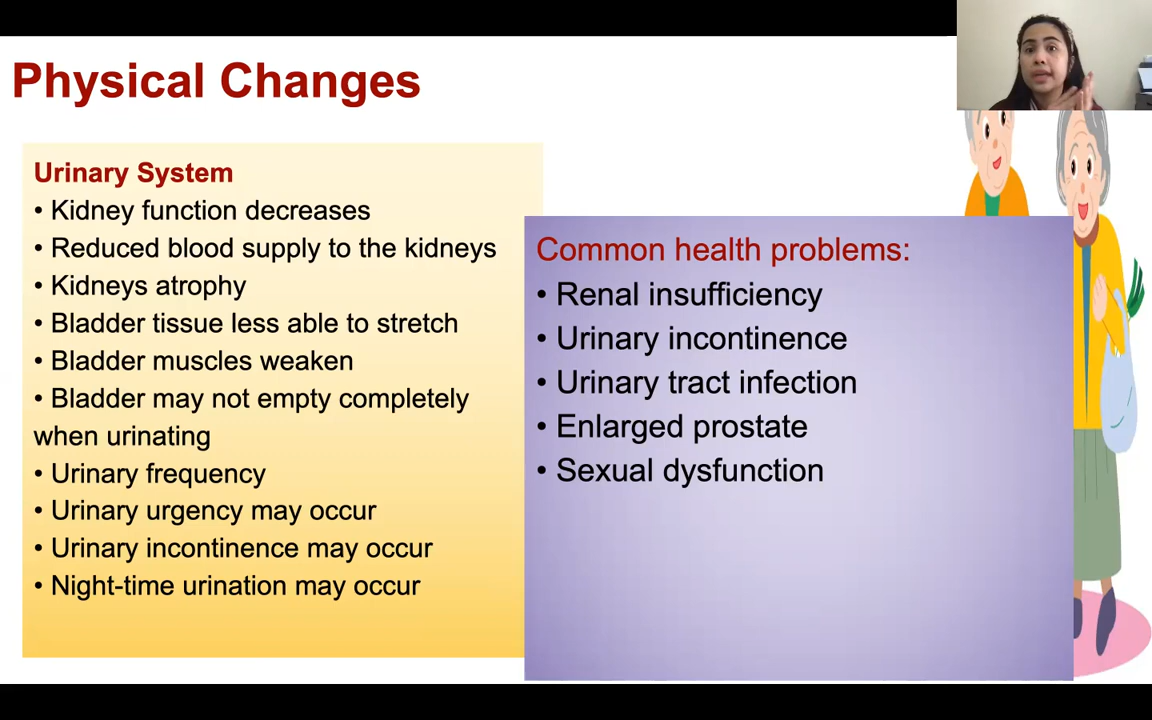 Physical Changes
Urinary System
• Kidney function decreases
• Reduced blood supply to the kidneys
• Kidneys atrophy
• Bladder tissue less able to stretch
• Bladder muscles weaken
• Bladder may not empty completely
when urinating
• Urinary frequency
• Urinary urgency may occur
• Urinary incontinence may occur
• Night-time urination may occur
Common health problems:
• Renal insufficiency
• Urinary incontinence
• Urinary tract infection
• Enlarged prostate
• Sexual dysfunction